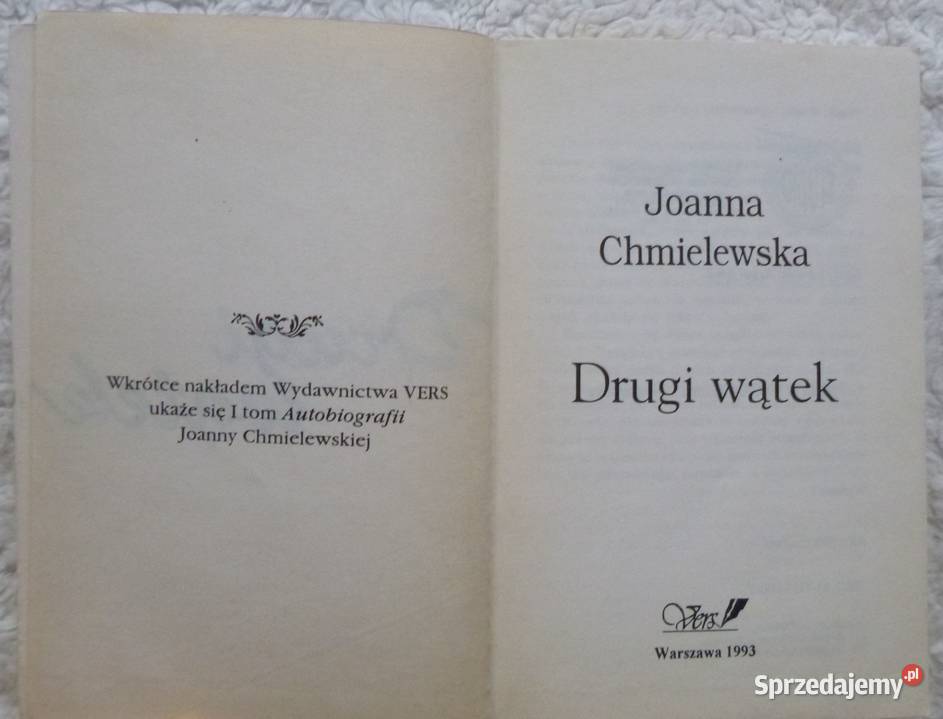 Wkrótce nakładem Wydawnictwa VERS
ukaże się I tom Autobiografii
Joanny Chmielewskiej
Joanna
Chmielewska
Drugi wątek
Vers
Warszawa 1993
Sprzedajemy.pl